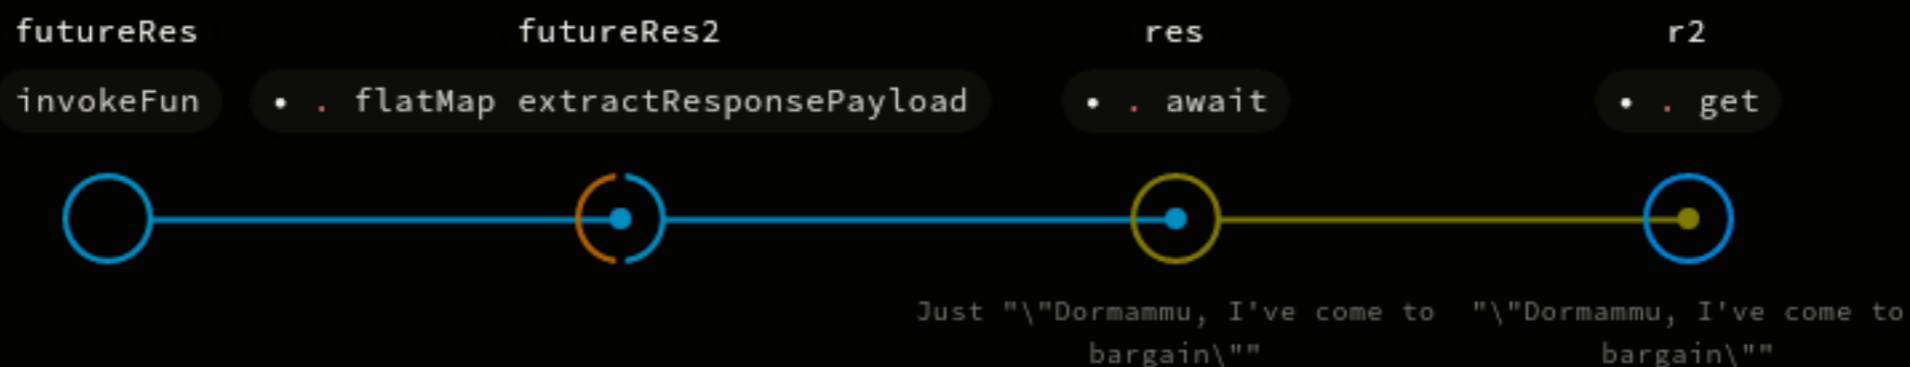 futureRes futureRes2 res r2
invokeFun • . flatMap extractResponsePayload • . await • . get
Just "\"Dormammu, I've come to "\"Dormammu, I've come to
bargain\"" bargain\""